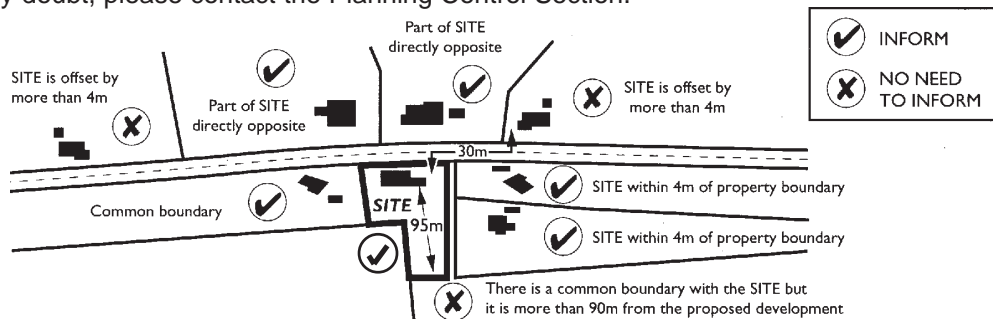 y doubt, please contact the Planning Control Section.
Part of SITE
directly opposite
INFORM
NO NEED
TO INFORM
SITE is offset by
more than 4m
Part of SITE
directly opposite
SITE is offset by
more than 4m
30m
Common boundary
SITE
95m
SITE within 4m of property boundary
SITE within 4m of property boundary
There is a common boundary with the SITE but
it is more than 90m from the proposed development